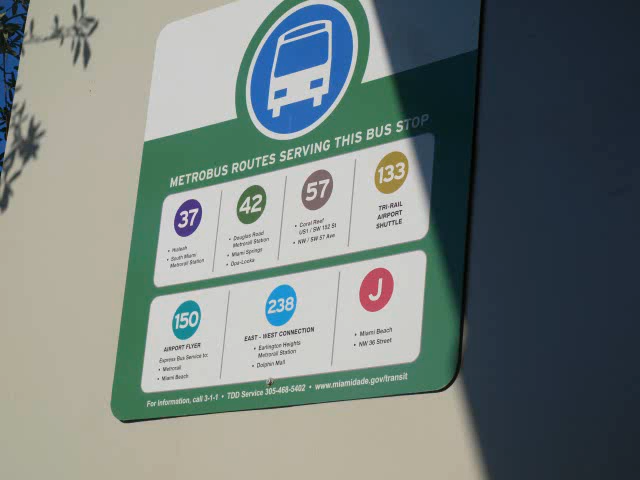 METROBUS ROUTES SERVING THIS BUS STOP
37
• Hialeah
• South Miami
Metrorail Station
42
• Douglas Road
Metrorail Station
• Miami Springs
• Opa-Locka
57
• Coral Reef
US1 / SW 152 St
• NW / SW 57 Ave
133
TRI-RAIL
AIRPORT
SHUTTLE
150
AIRPORT FLYER
Express Bus Service to:
• Metrorail
• Miami Beach
238
EAST - WEST CONNECTION
• Earlington Heights
Metrorail Station
• Dolphin Mall
J
• Miami Beach
• NW 36 Street
For Information, call 3-1-1 • TDD Service 305-468-5402 • www.miamidade.gov/transit